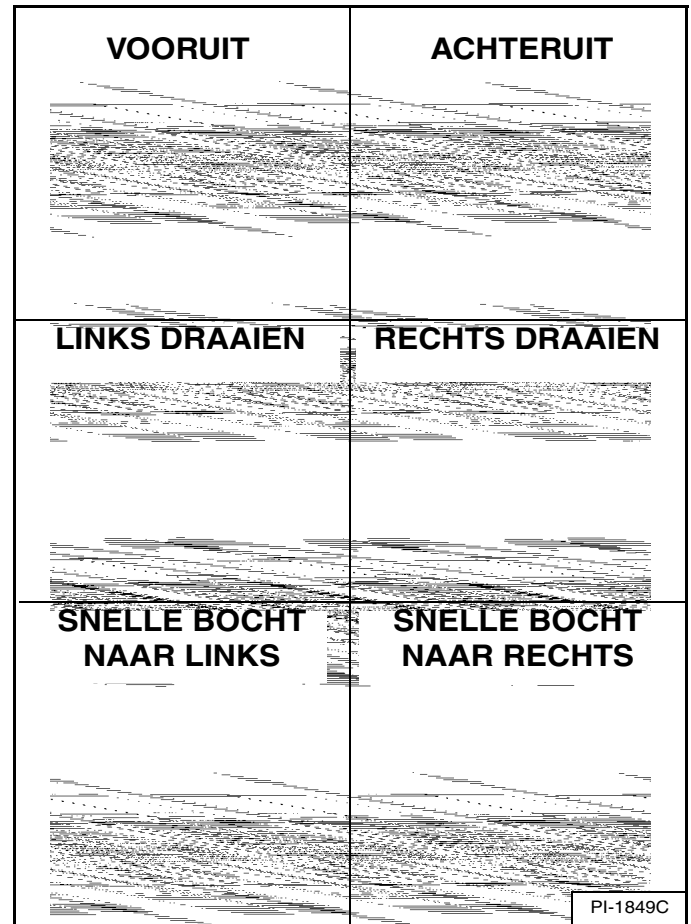 VOORUIT
ACHTERUIT
LINKS DRAAIEN
RECHTS DRAAIEN
SNELLE BOCHT
NAAR LINKS
SNELLE BOCHT
NAAR RECHTS
PI-1849C